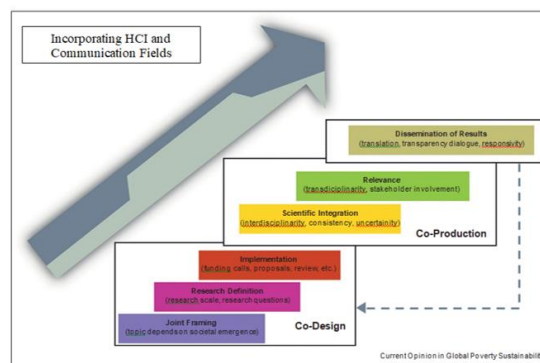 Incorporating HCI and
Communication Fields
Dissemination of Results
(translation, transparency dialogue, responsivity)
Relevance
(transdiciplinarity, stakeholder involvement)
Scientific Integration
(interdisciplinarity, consistency, uncertainity)
Co-Production
Implementation
(funding calls, proposals, review, etc.)
Research Definition
(research scale, research questions)
Joint Framing
(topic depends on societal emergence)
Co-Design
Current Opinion in Global Poverty Sustainabilit